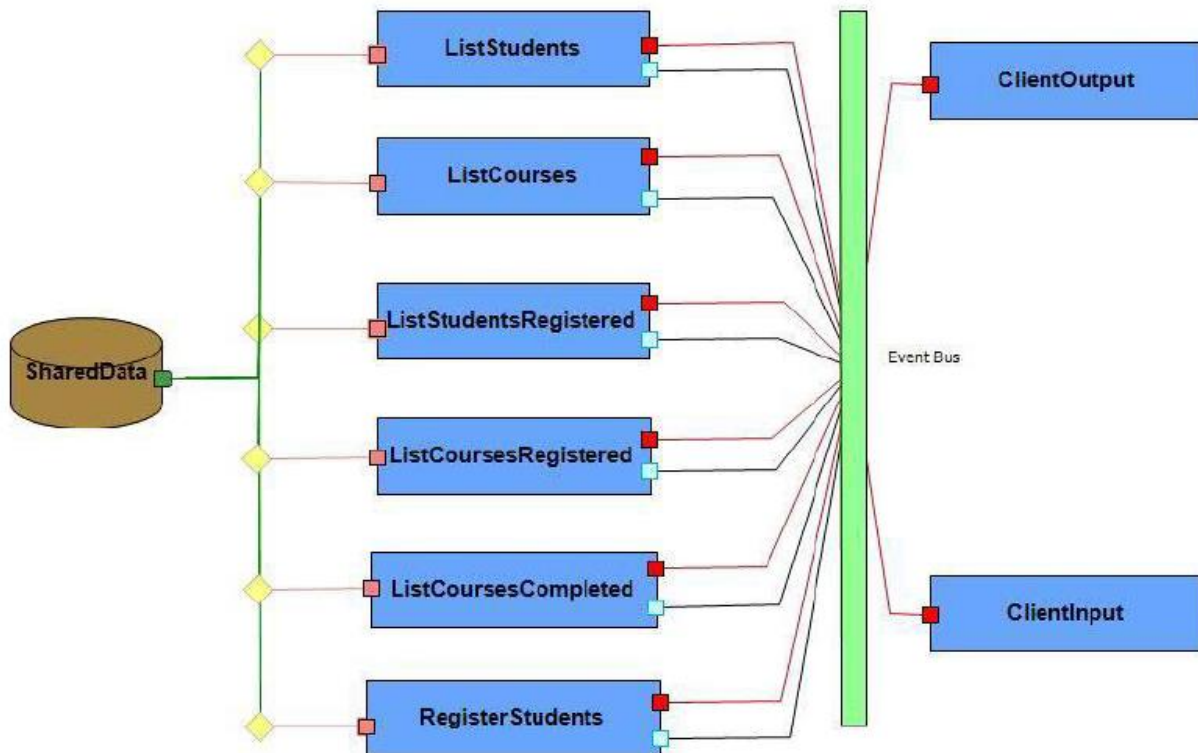 ListStudents
ClientOutput
ListCourses
ListStudentsRegistered
Event Bus
SharedData
ListCoursesRegistered
ListCoursesCompleted
ClientInput
RegisterStudents